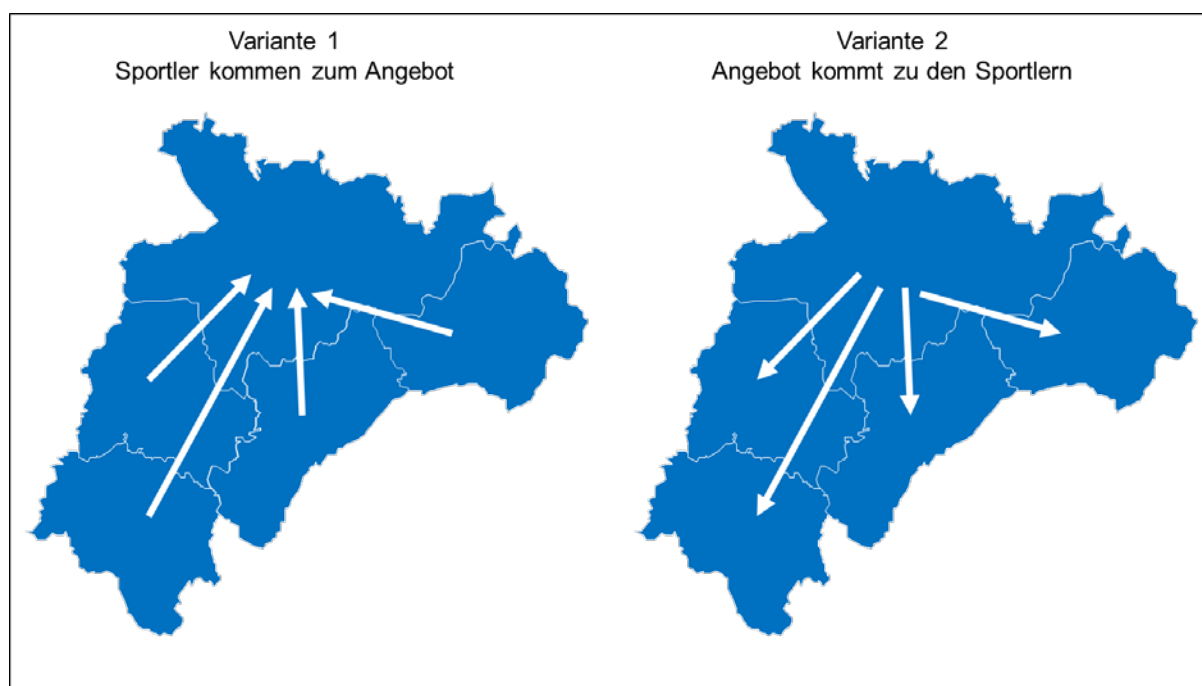 Variante 1
Sportler kommen zum Angebot
Variante 2
Angebot kommt zu den Sportlern